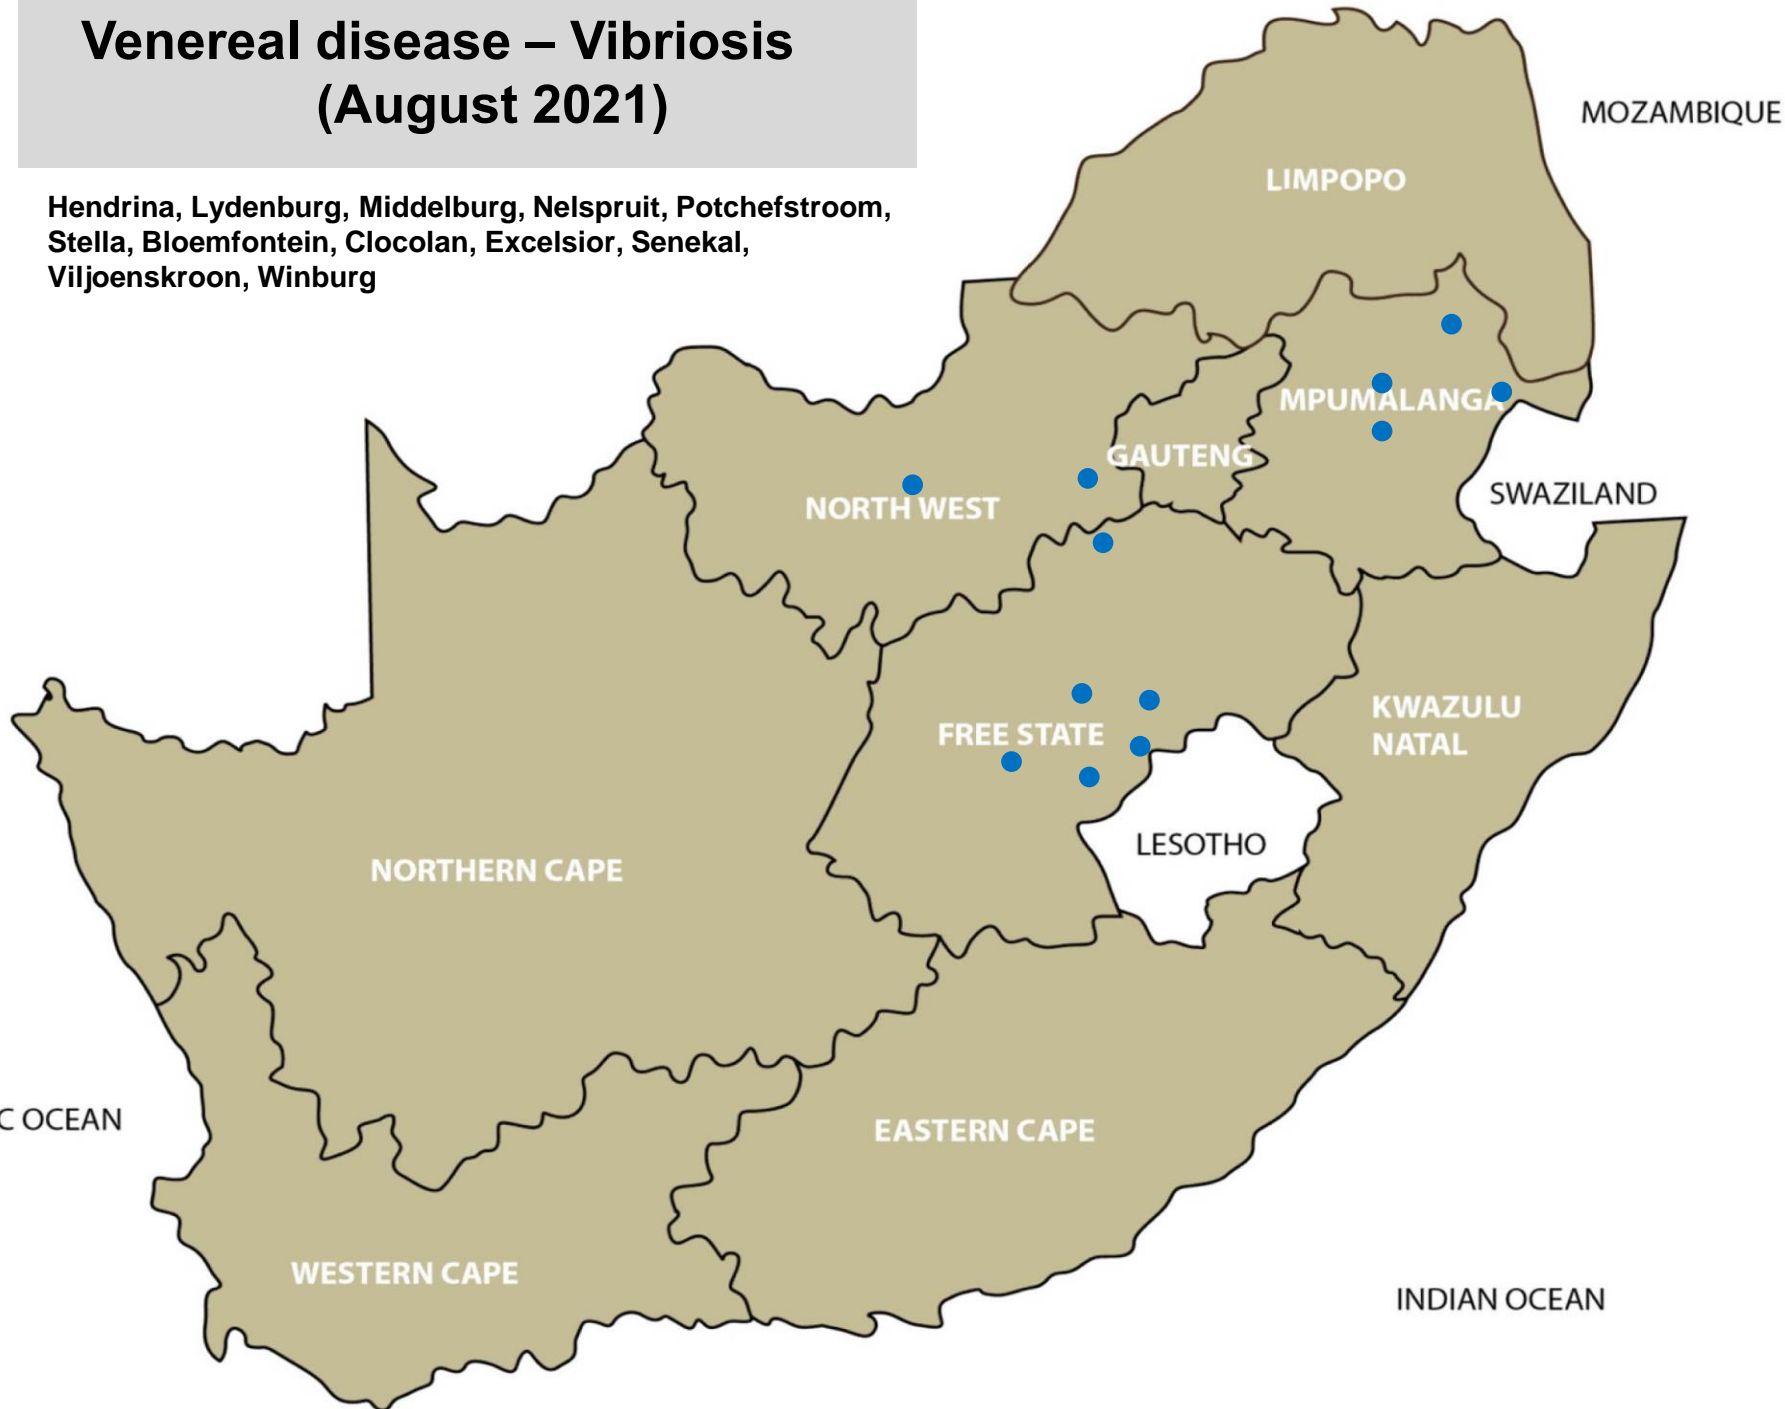 Venereal disease – Vibriosis
(August 2021)
Hendrina, Lydenburg, Middelburg, Nelspruit, Potchefstroom,
Stella, Bloemfontein, Clocolan, Excelsior, Senekal,
Viljoenskroon, Winburg
MOZAMBIQUE
LIMPOPO
MPUMALANGA
GAUTENG
NORTH WEST
SWAZILAND
KWAZULU
NATAL
FREE STATE
LESOTHO
NORTHERN CAPE
C OCEAN
EASTERN CAPE
WESTERN CAPE
INDIAN OCEAN